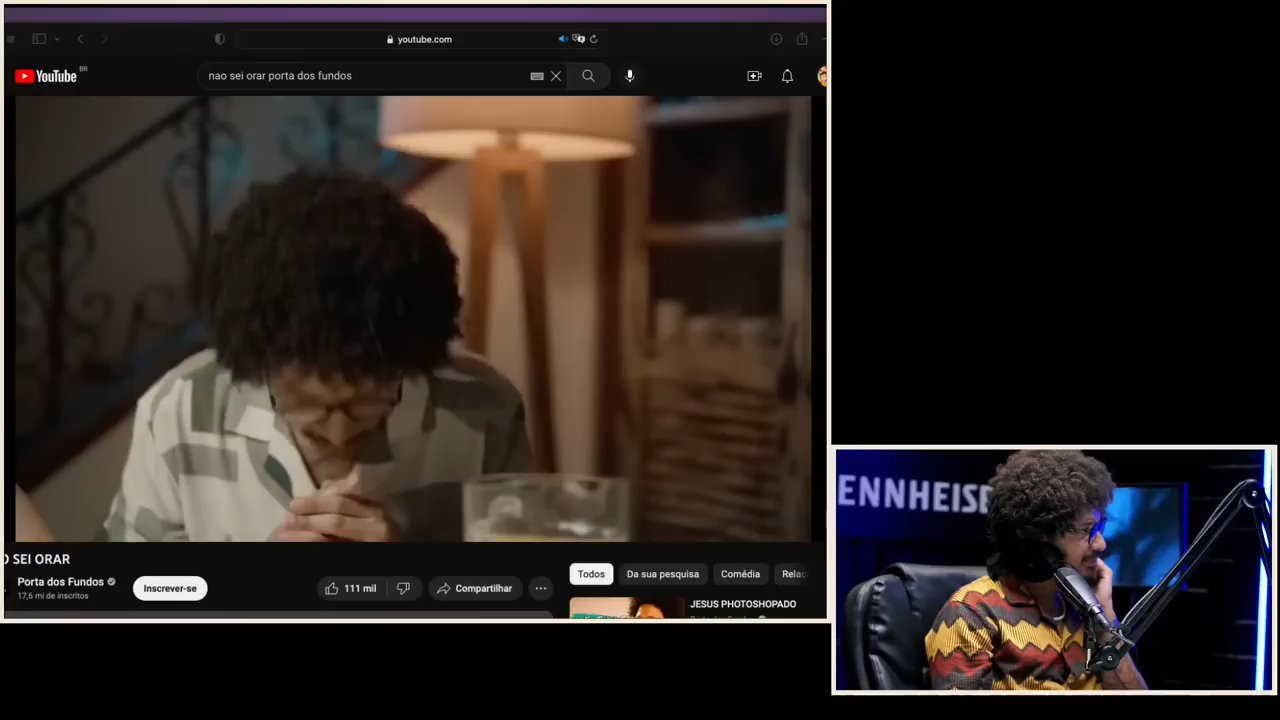 youtube.com
YouTube BR
nao sei orar porta dos fundos
ENNHEISE
O SEI ORAR
Porta dos Fundos
17,6 mi de inscritos
Inscrever-se
111 mil
Compartilhar
Todos
Da sua pesquisa
Comédia
Relac
JESUS PHOTOSHOPADO